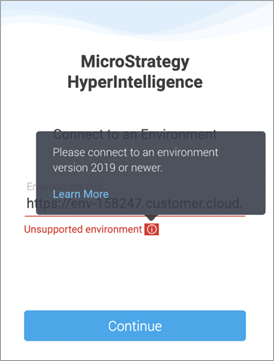 MicroStrategy
HyperIntelligence
Connect to an Environment
Please connect to an environment
version 2019 or newer.
Learn More
https://env-158247.customer.cloud.
Unsupported environment
Continue